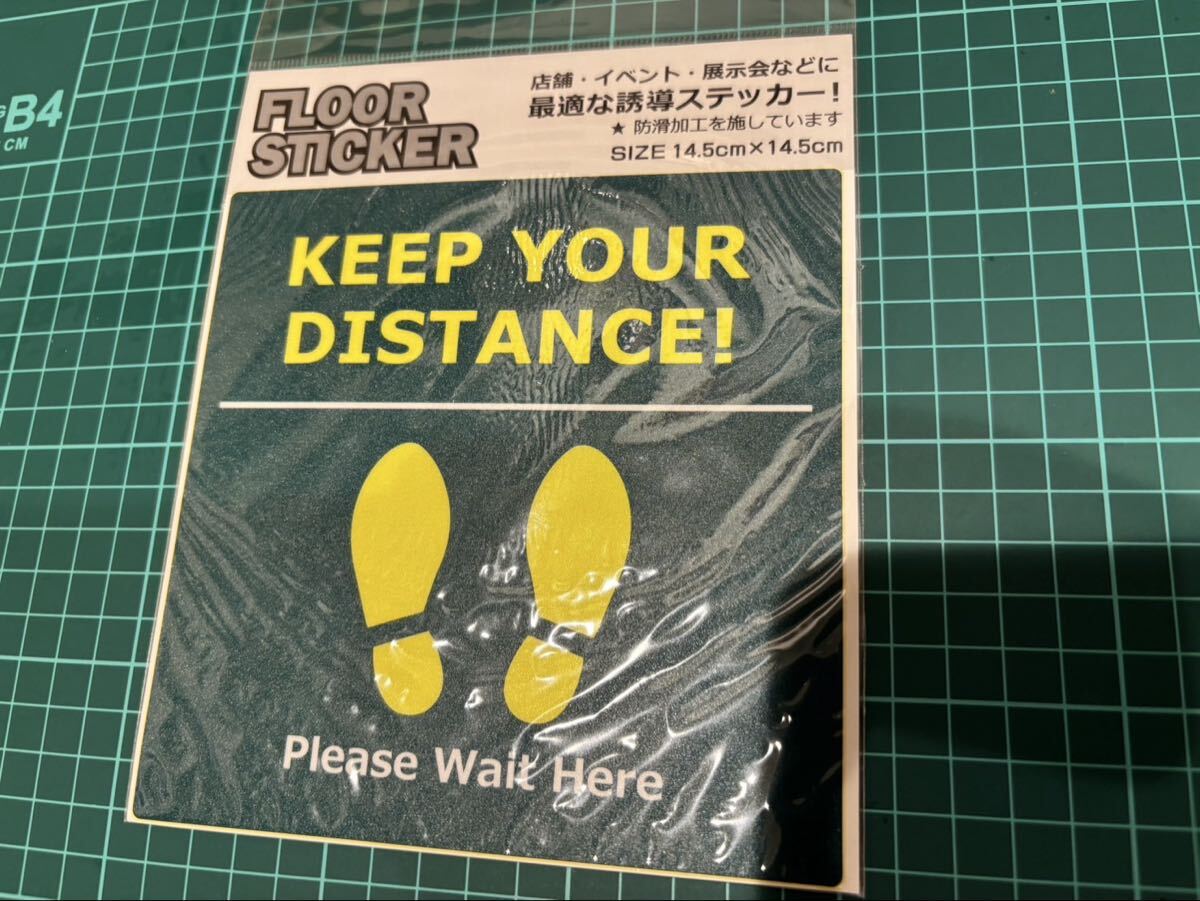 B4
CM
FLOOR
STICKER
店舗・イベント・展示会などに
最適な誘導ステッカー!
★ 防滑加工を施しています
SIZE 14.5cm×14.5cm
KEEP YOUR
DISTANCE!
Please Wait Here